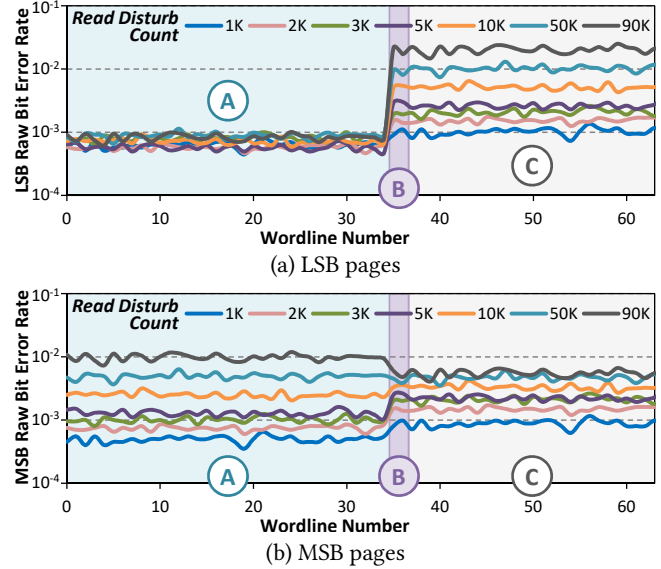 Read Disturb Count 1K 2K 3K 5K 10K 50K 90K
LSB Raw Bit Error Rate
10-1
10-2
10-3
10-4
A
B
C
0 10 20 30 40 50 60
Wordline Number
(a) LSB pages
Read Disturb Count 1K 2K 3K 5K 10K 50K 90K
MSB Raw Bit Error Rate
10-1
10-2
10-3
10-4
A
B
C
0 10 20 30 40 50 60
Wordline Number
(b) MSB pages